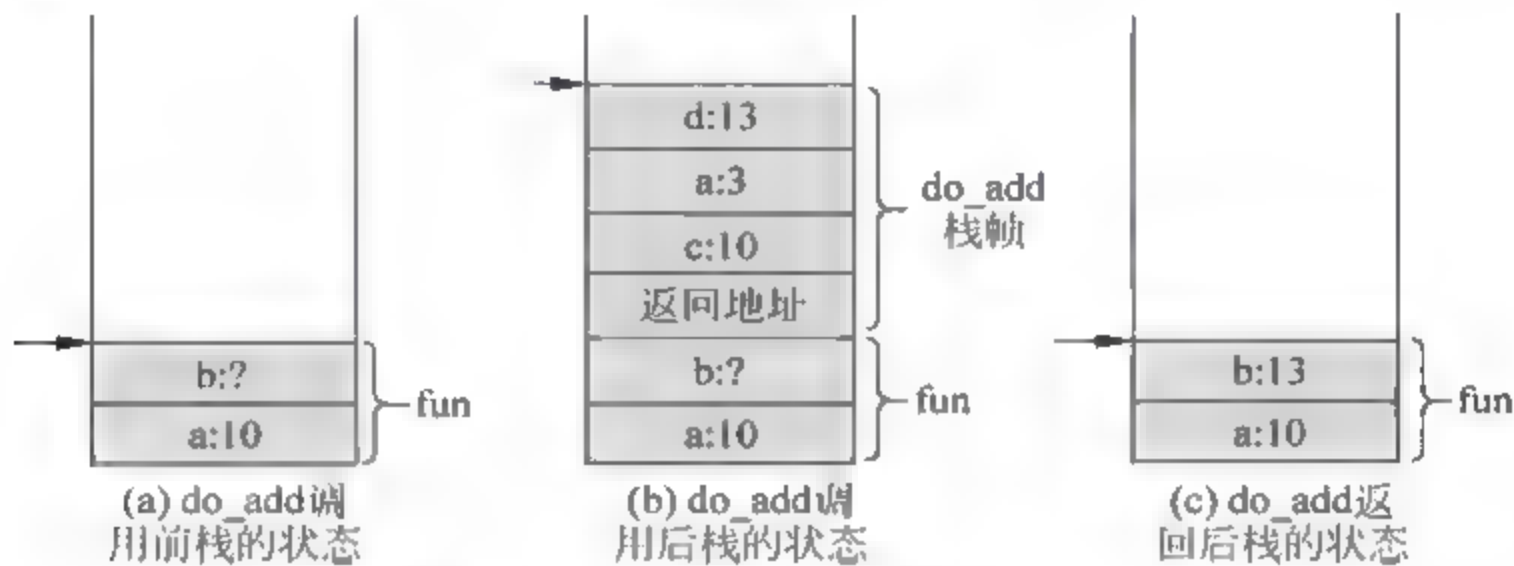 b:?
a:10
fun
(a) do_add调
用前栈的状态
d:13
a:3
c:10
返回地址
do_add
栈帧
b:?
a:10
fun
(b) do_add调
用后栈的状态
b:13
a:10
fun
(c) do_add返
回后栈的状态